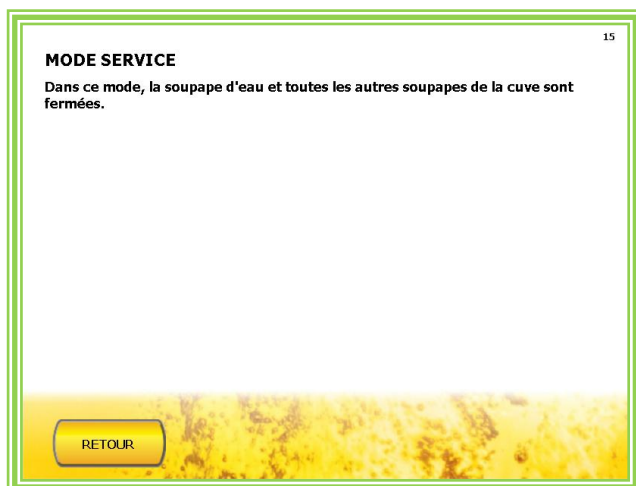 15
MODE SERVICE
Dans ce mode, la soupape d'eau et toutes les autres soupapes de la cuve sont
fermées.
RETOUR